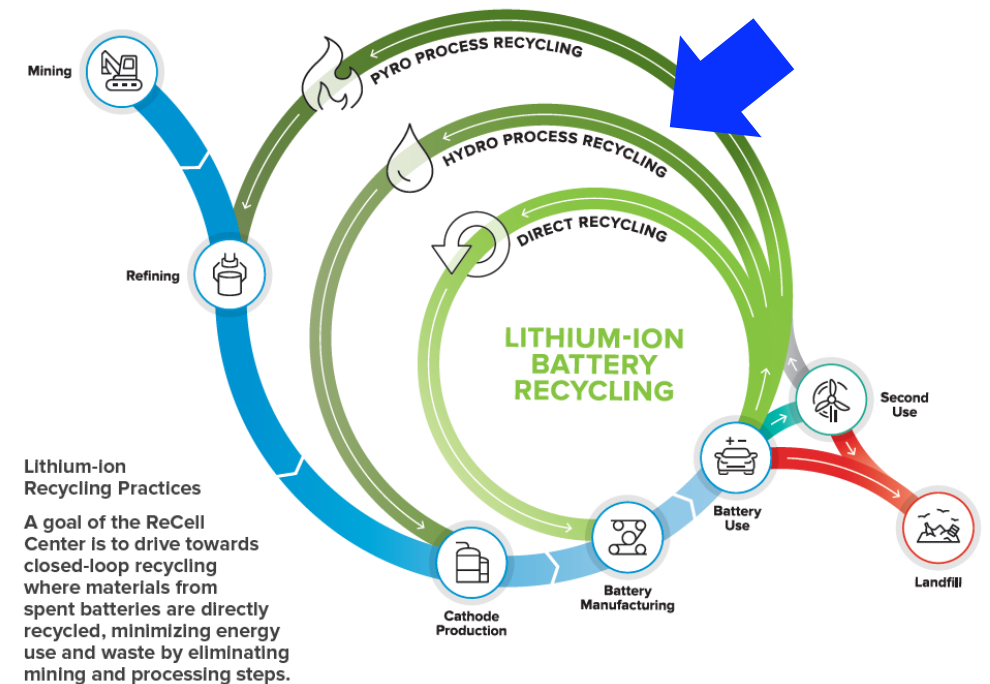 Mining
PYRO PROCESS RECYCLING
HYDRO PROCESS RECYCLING
DIRECT RECYCLING
Refining
LITHIUM-ION
BATTERY
RECYCLING
Second
Use
+ -
Battery
Use
Landfill
Battery
Manufacturing
Cathode
Production
Lithium-ion
Recycling Practices
A goal of the ReCell
Center is to drive towards
closed-loop recycling
where materials from
spent batteries are directly
recycled, minimizing energy
use and waste by eliminating
mining and processing steps.